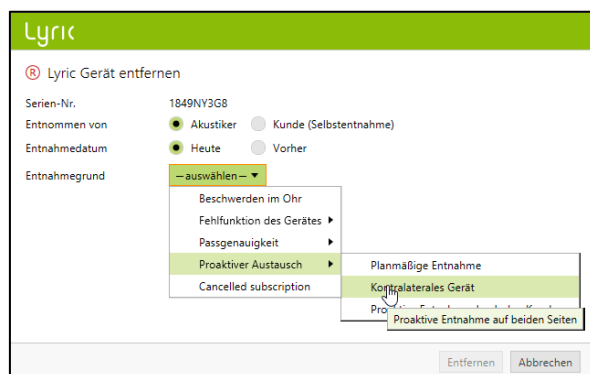 Lyric
® Lyric Gerät entfernen
Serien-Nr. 1849NY3G8
Entnommen von Akustiker Kunde (Selbstentnahme)
Entnahmedatum Heute Vorher
Entnahmegrund —auswählen—
Beschwerden im Ohr
Fehlfunktion des Gerätes
Passgenauigkeit
Proaktiver Austausch
Cancelled subscription
Planmäßige Entnahme
Kontralaterales Gerät
Proaktive Entnahme auf beiden Seiten
Entfernen Abbrechen